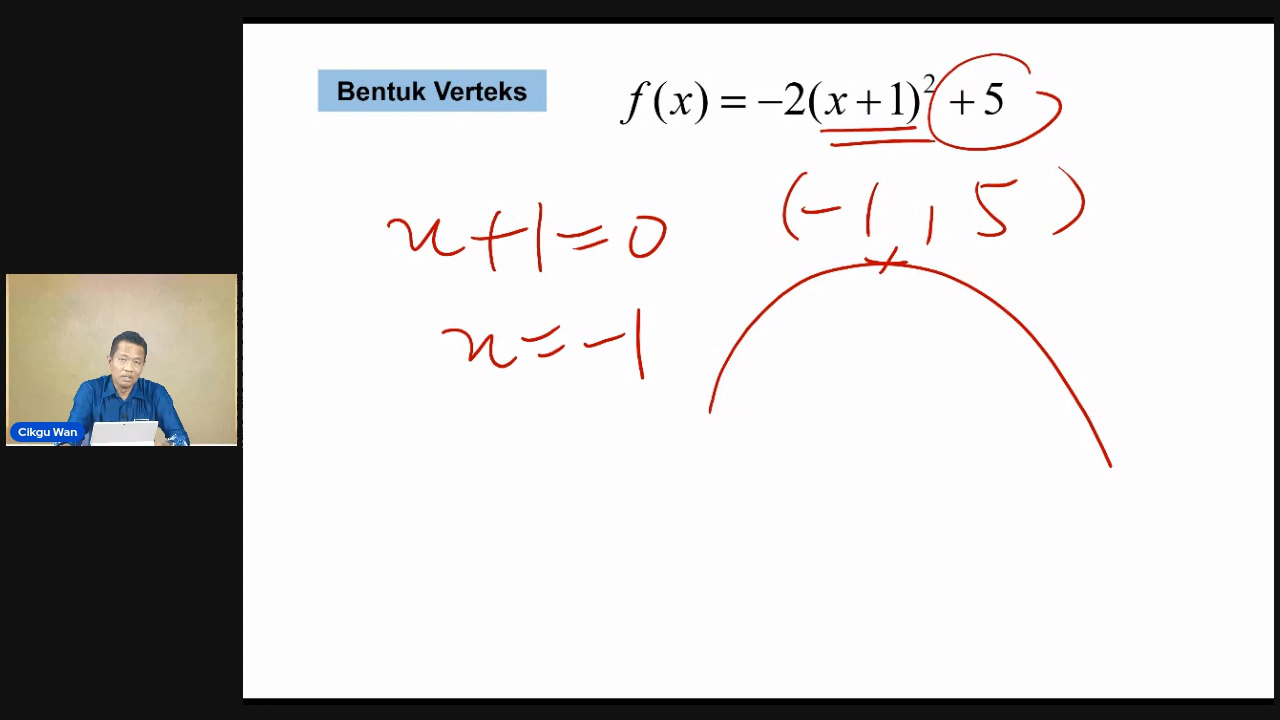 Bentuk Verteks
f(x) = −2(x + 1)² + 5
(-1, 5)
x+1=0
x=-1
Cikgu Wan